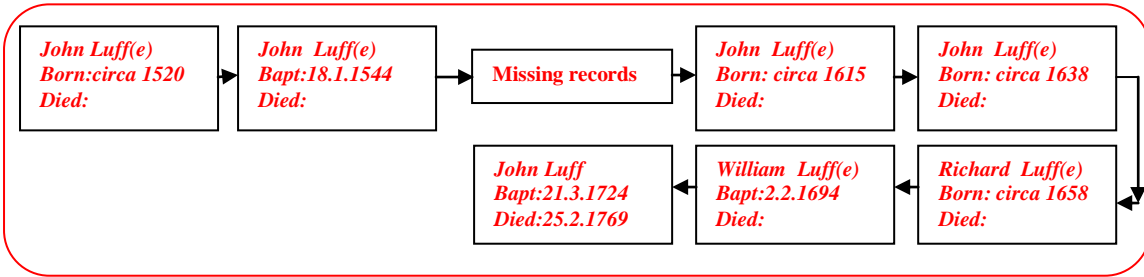 John Luff(e)
Born:circa 1520
Died:
John Luff(e)
Bapt:18.1.1544
Died:
Missing records
John Luff(e)
Born: circa 1615
Died:
John Luff(e)
Born: circa 1638
Died:
Richard Luff(e)
Born: circa 1658
Died:
William Luff(e)
Bapt:2.2.1694
Died:
John Luff
Bapt:21.3.1724
Died:25.2.1769